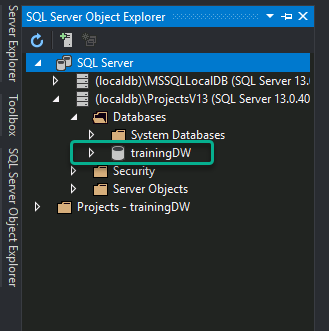 SQL Server Object Explorer
SQL Server
(localdb)\MSSQLLocalDB (SQL Server 13.0
(localdb)\ProjectsV13 (SQL Server 13.0.40
Databases
System Databases
trainingDW
Security
Server Objects
Projects - trainingDW
Server Explorer
Toolbox
SQL Server Object Explorer